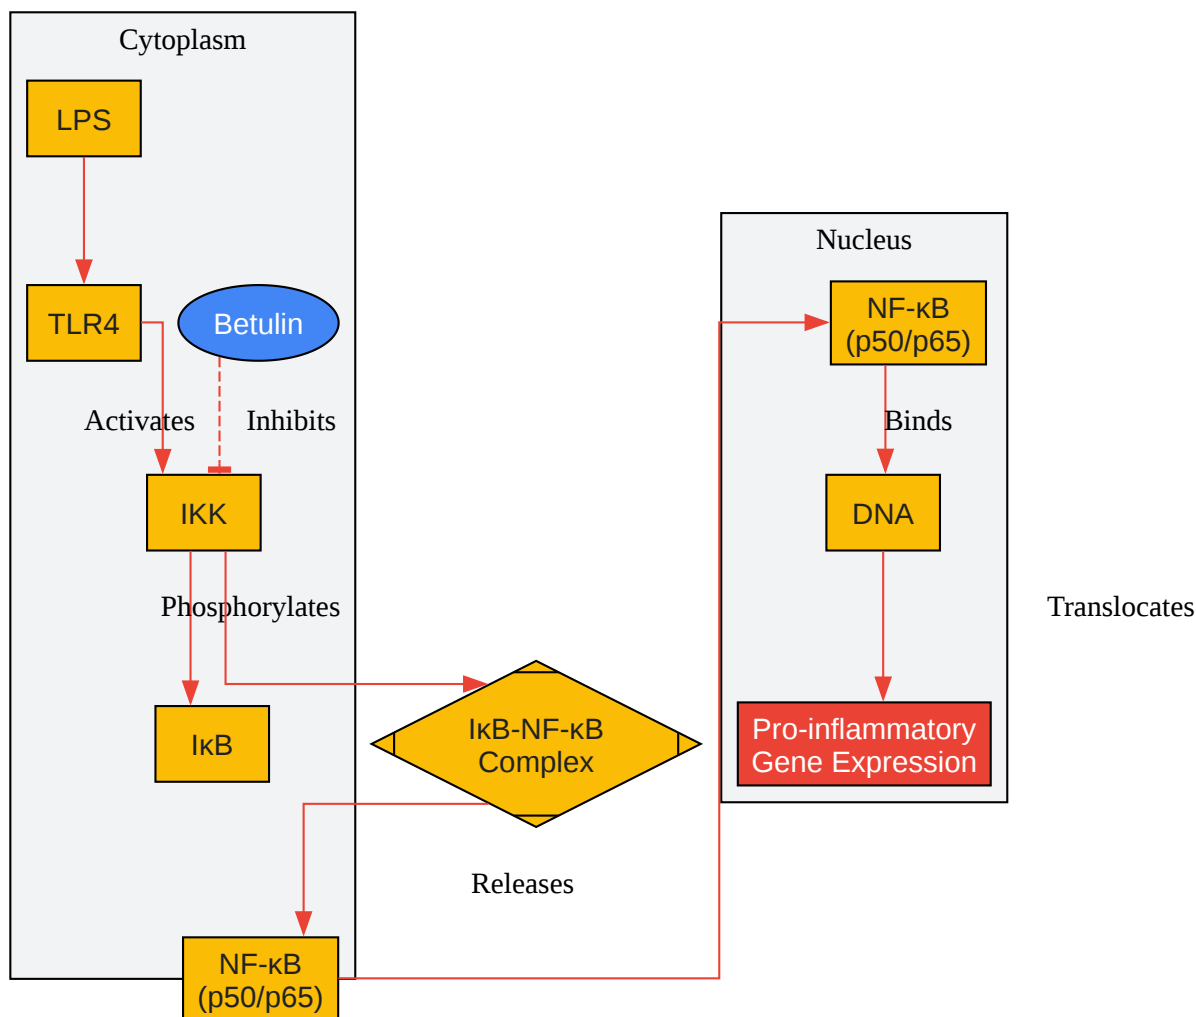 Cytoplasm
LPS
Nucleus
NF-κB
(p50/p65)
TLR4
Betulin
Activates
Inhibits
Binds
IKK
DNA
Phosphorylates
Translocates
IκB
IκB-NF-κB
Complex
Pro-inflammatory
Gene Expression
Releases
NF-κB
(p50/p65)